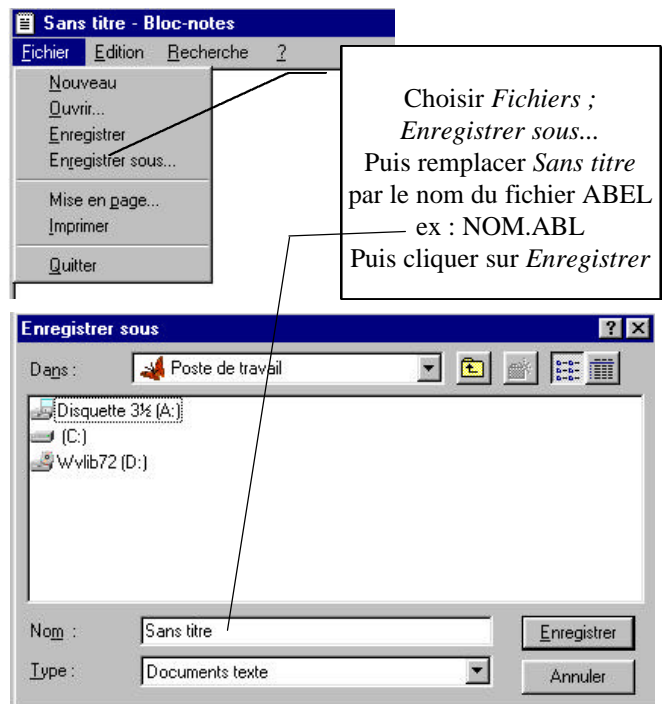 Sans titre - Bloc-notes
Fichier Edition Recherche ?
Nouveau
Ouvrir...
Enregistrer
Enregistrer sous...
Mise en page...
Imprimer
Quitter
Choisir Fichiers ;
Enregistrer sous...
Puis remplacer Sans titre
par le nom du fichier ABEL
ex : NOM.ABL
Puis cliquer sur Enregistrer
Enregistrer sous
Dans : Poste de travail
Disquette 3½ (A:)
(C:)
Wvlib72 (D:)
Nom : Sans titre Enregistrer
Type : Documents texte Annuler